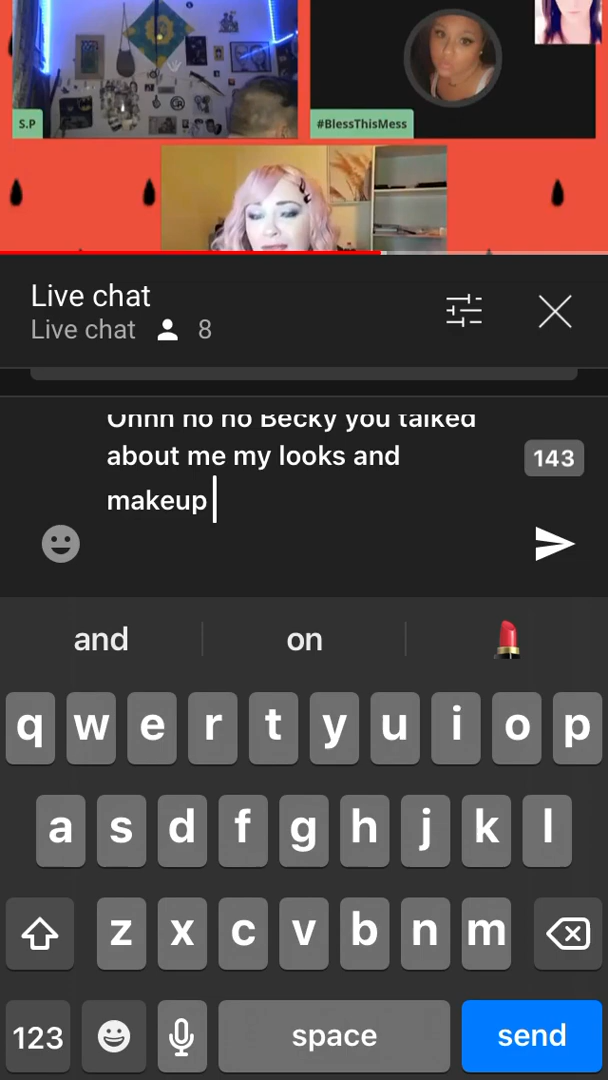 S.P
#BlessThisMess
Live chat
Live chat 8
Ohhh no no Becky you talked
about me my looks and
143
makeup
and on
q w e r t y u i o p
a s d f g h j k l
z x c v b n m
123 space send